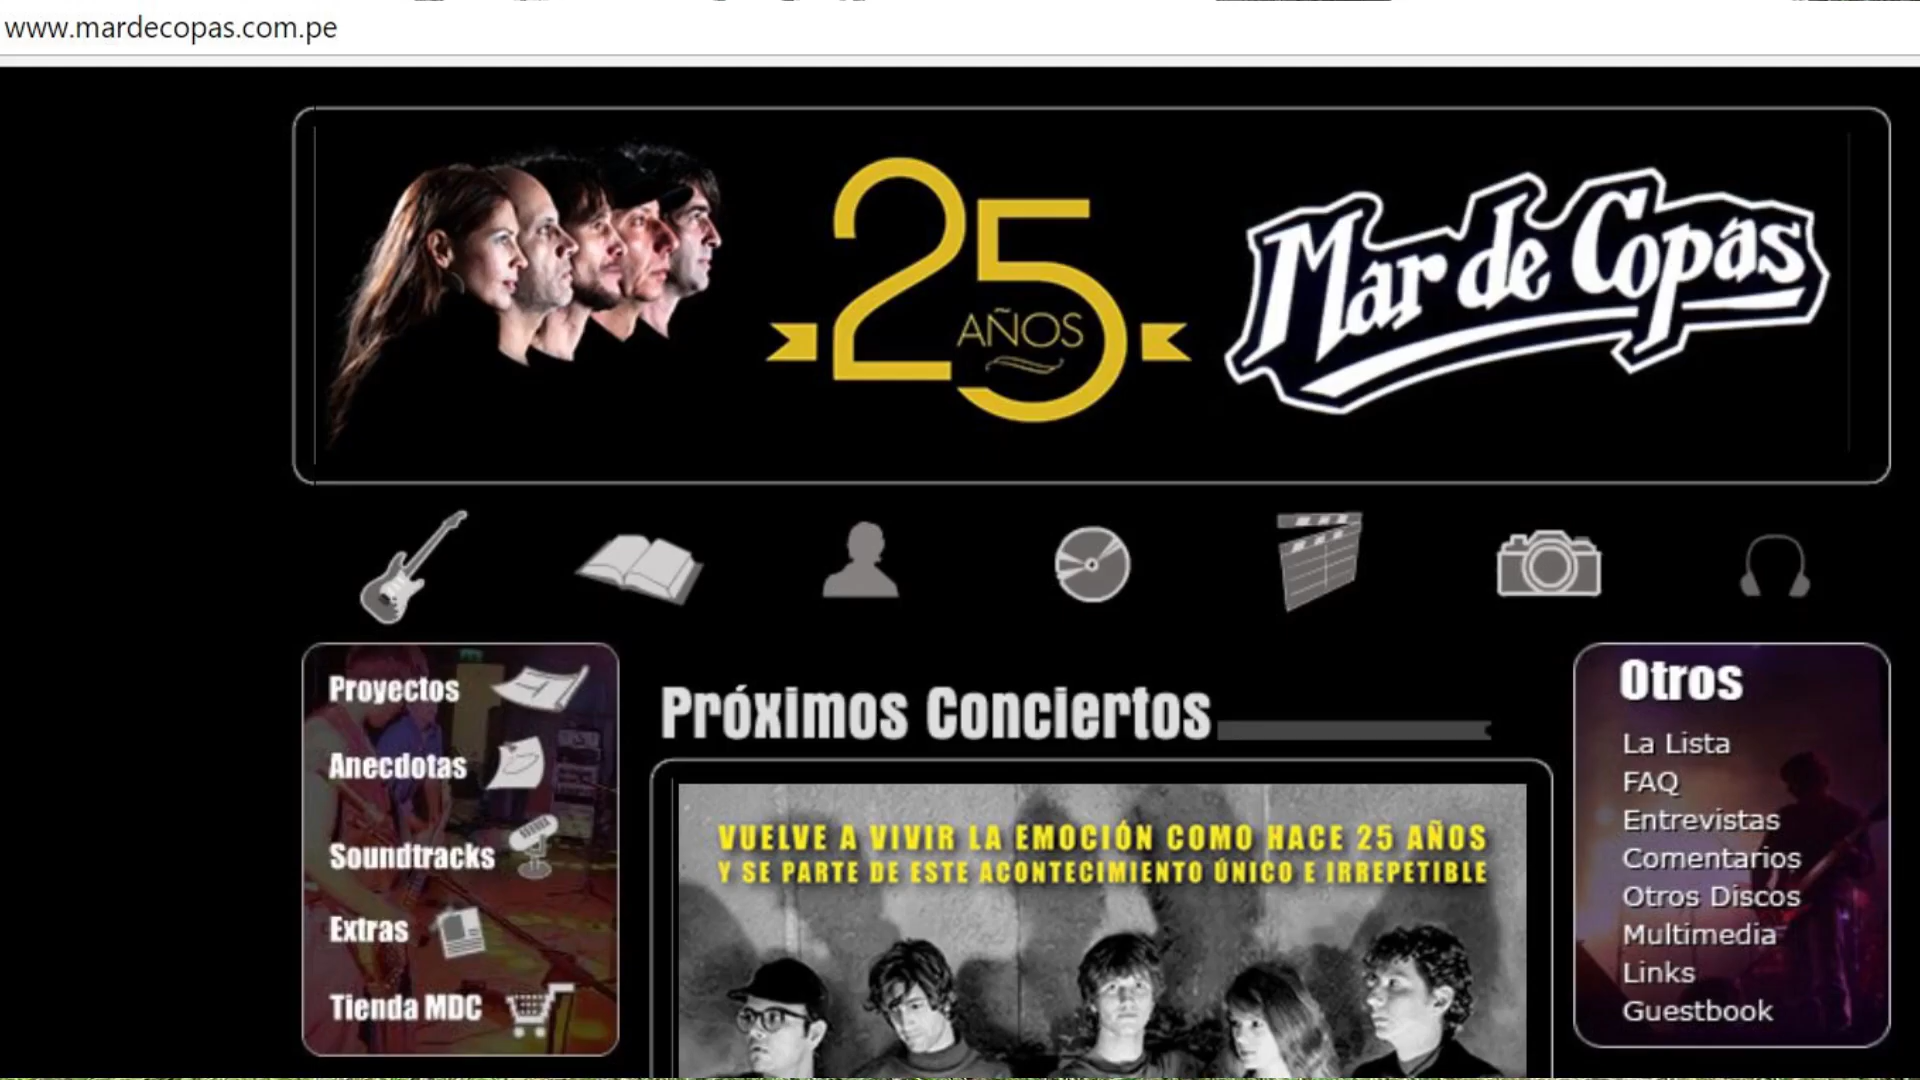 www.mardecopas.com.pe
25
AÑOS
Mar de Copas
Proyectos
Anecdotas
Soundtracks
Extras
Tienda MDC
Próximos Conciertos
VUELVE A VIVIR LA EMOCIÓN COMO HACE 25 AÑOS
Y SE PARTE DE ESTE ACONTECIMIENTO ÚNICO E IRREPETIBLE
Otros
La Lista
FAQ
Entrevistas
Comentarios
Otros Discos
Multimedia
Links
Guestbook